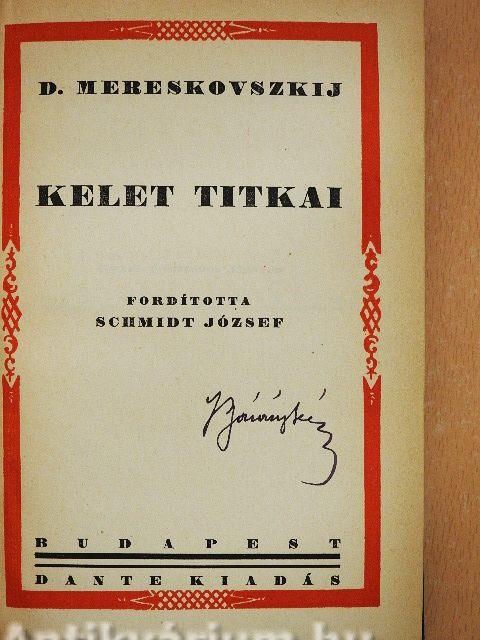 D. MERESKOVSZKIJ
KELET TITKAI
FORDÍTOTTA
SCHMIDT JÓZSEF
BUDAPEST
DANTE KIADÁS
Antikvárium.hu